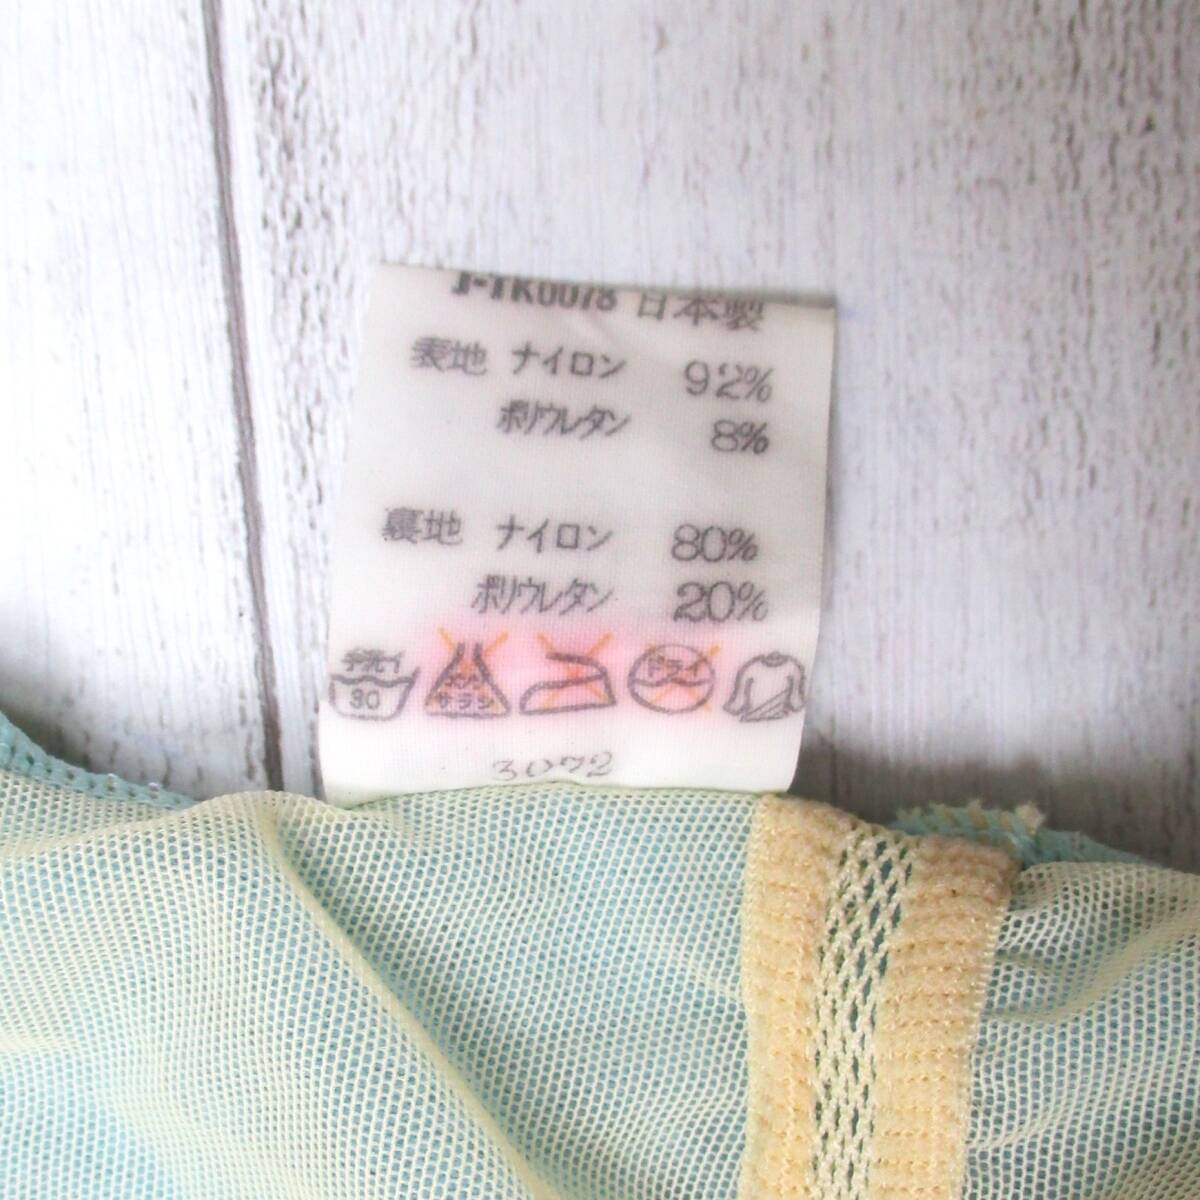 T-TK0078 日本製
表地 ナイロン 92%
ポリウレタン 8%
裏地 ナイロン 80%
ポリウレタン 20%
手洗イ 30 エンソサラシ ドライ
3072